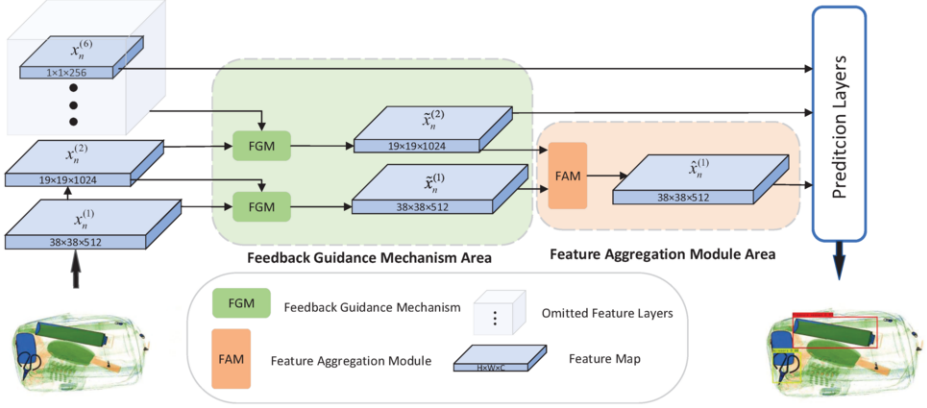 x_n^(6)
1×1×256
x_n^(2)
19×19×1024
x_n^(1)
38×38×512
FGM
FGM
x̃_n^(2)
19×19×1024
x̃_n^(1)
38×38×512
Feedback Guidance Mechanism Area
FAM
x̂_n^(1)
38×38×512
Feature Aggregation Module Area
Preditction Layers
FGM
Feedback Guidance Mechanism
Omitted Feature Layers
FAM
Feature Aggregation Module
H×W×C
Feature Map